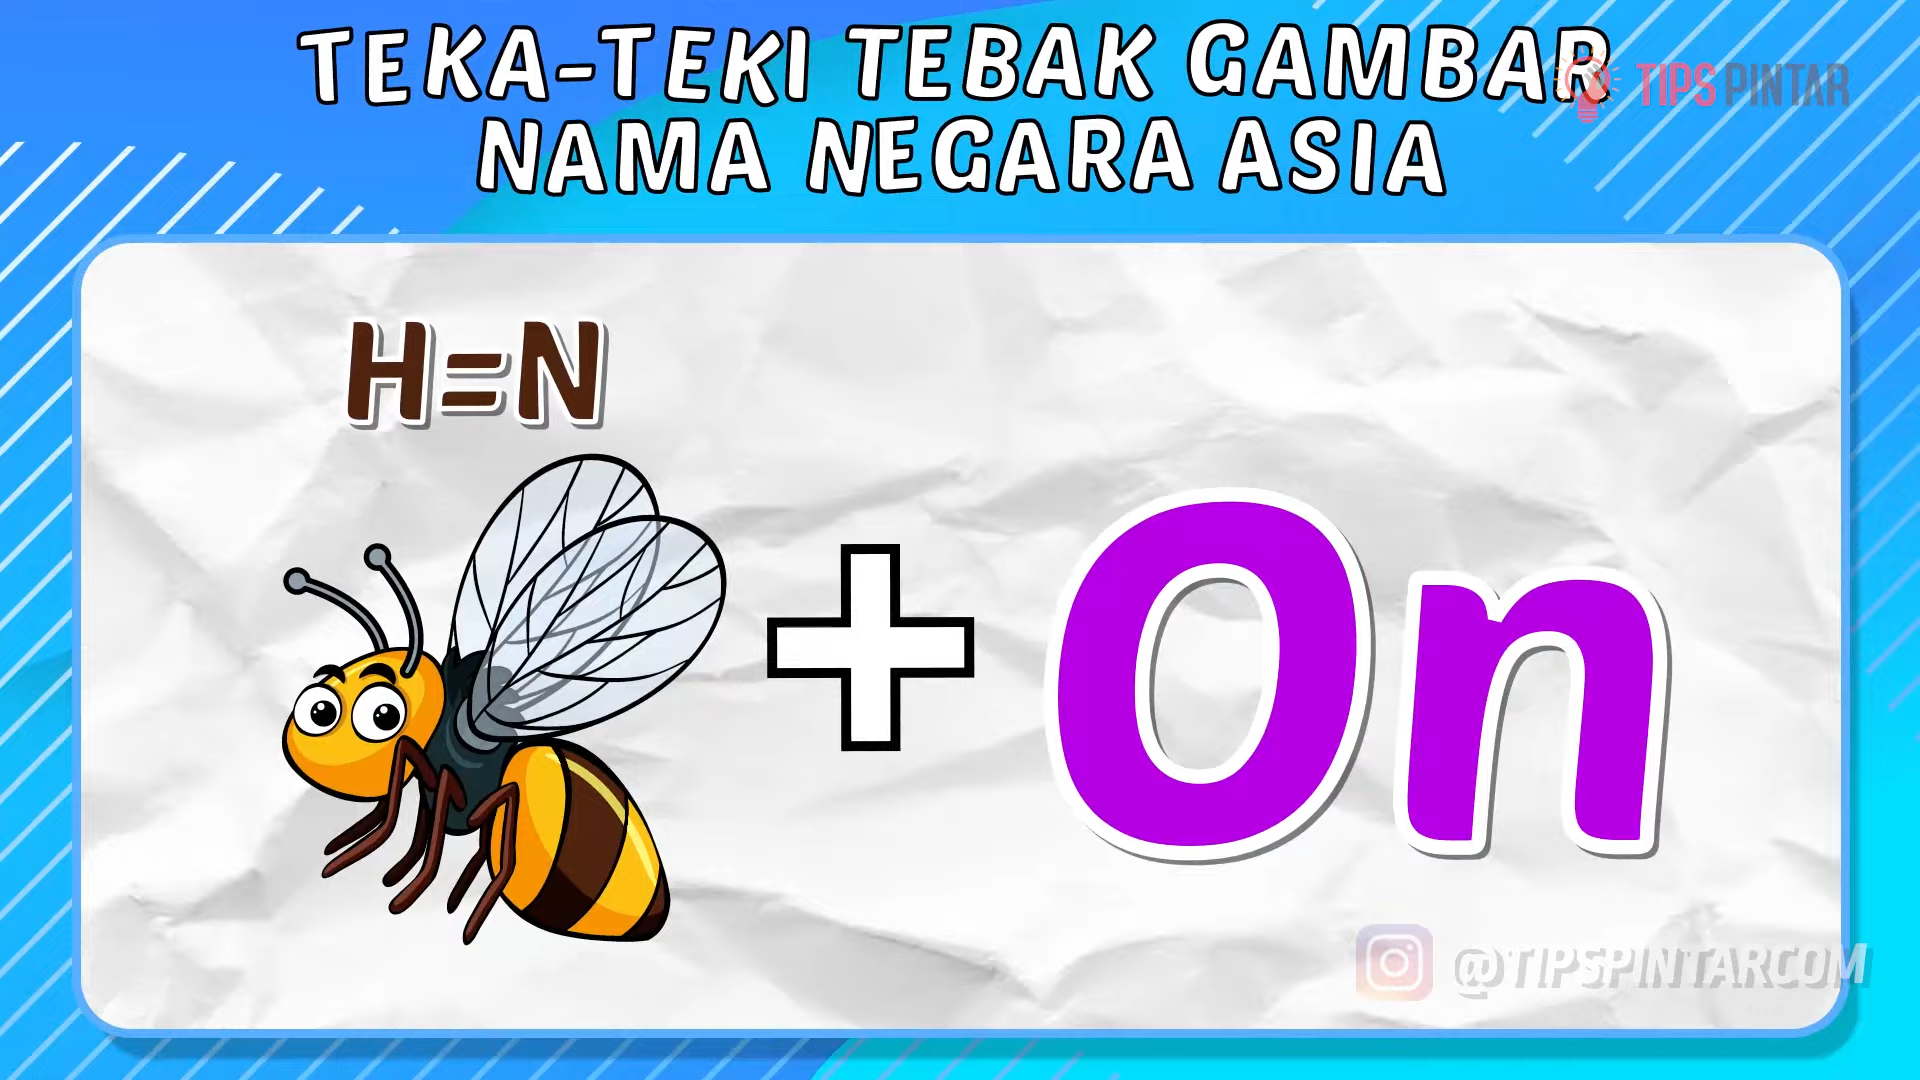 TEKA-TEKI TEBAK GAMBAR
TIPS PINTAR
NAMA NEGARA ASIA
H=N
On
@TIPSPINTARCOM